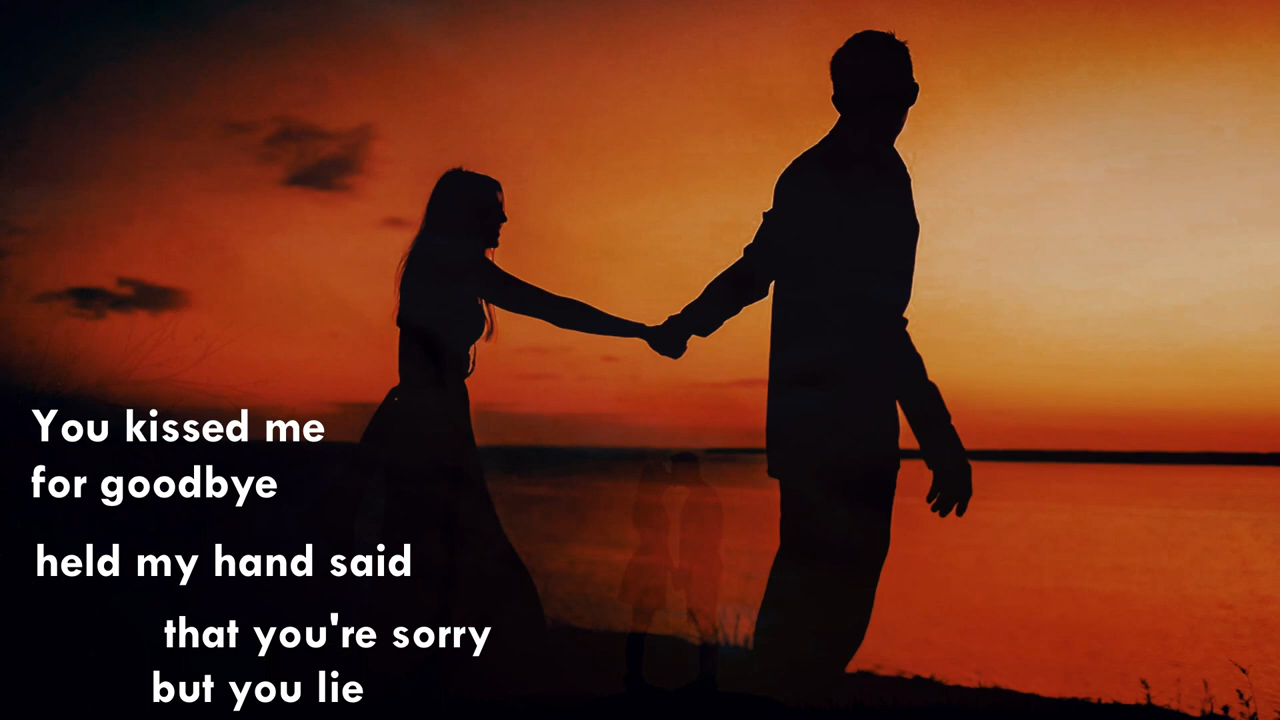 You kissed me
for goodbye
held my hand said
that you're sorry
but you lie